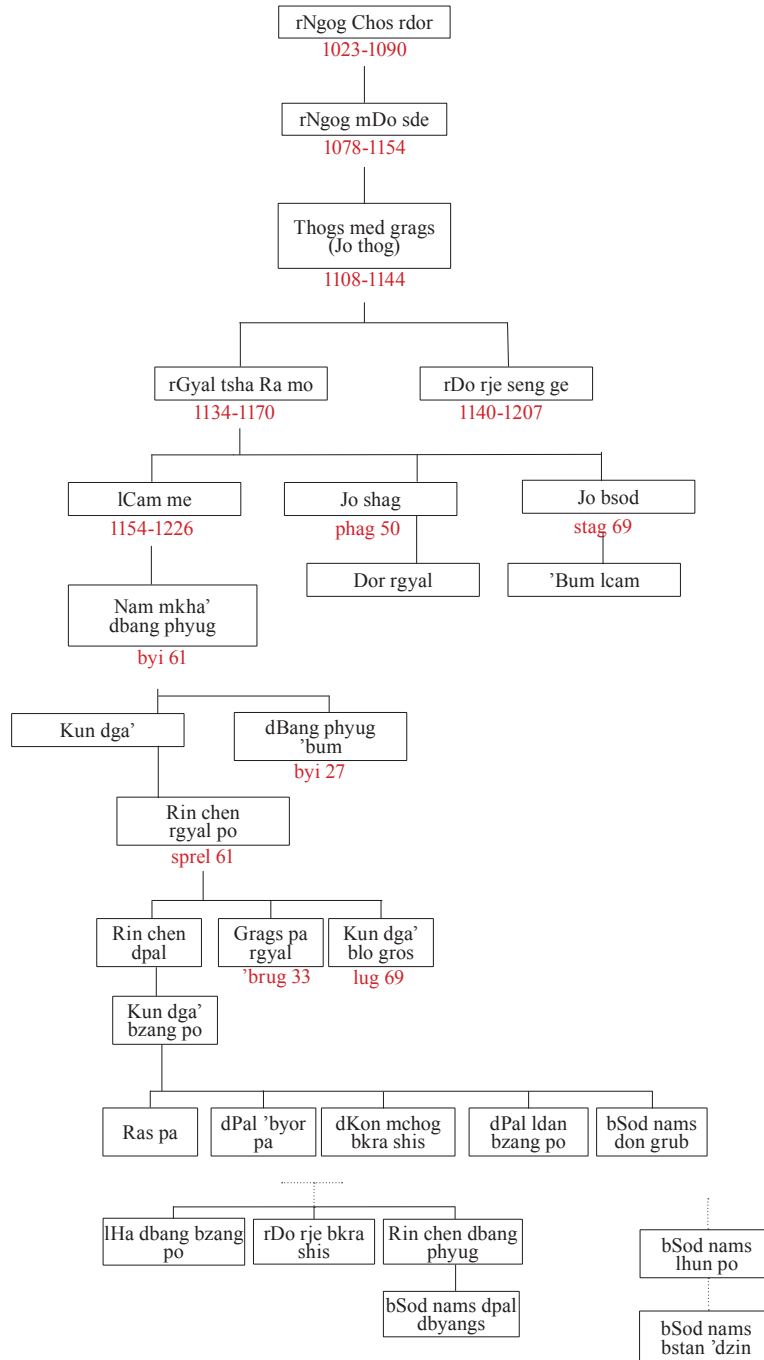 rNgog Chos rdor
1023-1090
rNgog mDo sde
1078-1154
Thogs med grags
(Jo thog)
1108-1144
rGyal tsha Ra mo
rDo rje seng ge
1134-1170
1140-1207
lCam me
Jo shag
Jo bsod
1154-1226
phag 50
stag 69
Dor rgyal
’Bum lcam
Nam mkha’
dbang phyug
byi 61
Kun dga’
dBang phyug
’bum
byi 27
Rin chen
rgyal po
sprel 61
Rin chen
dpal
Grags pa
rgyal
Kun dga’
blo gros
’brug 33
lug 69
Kun dga’
bzang po
Ras pa
dPal ’byor
pa
dKon mchog
bkra shis
dPal ldan
bzang po
bSod nams
don grub
lHa dbang bzang
po
rDo rje bkra
shis
Rin chen dbang
phyug
bSod nams
lhun po
bSod nams dpal
dbyangs
bSod nams
bstan ’dzin